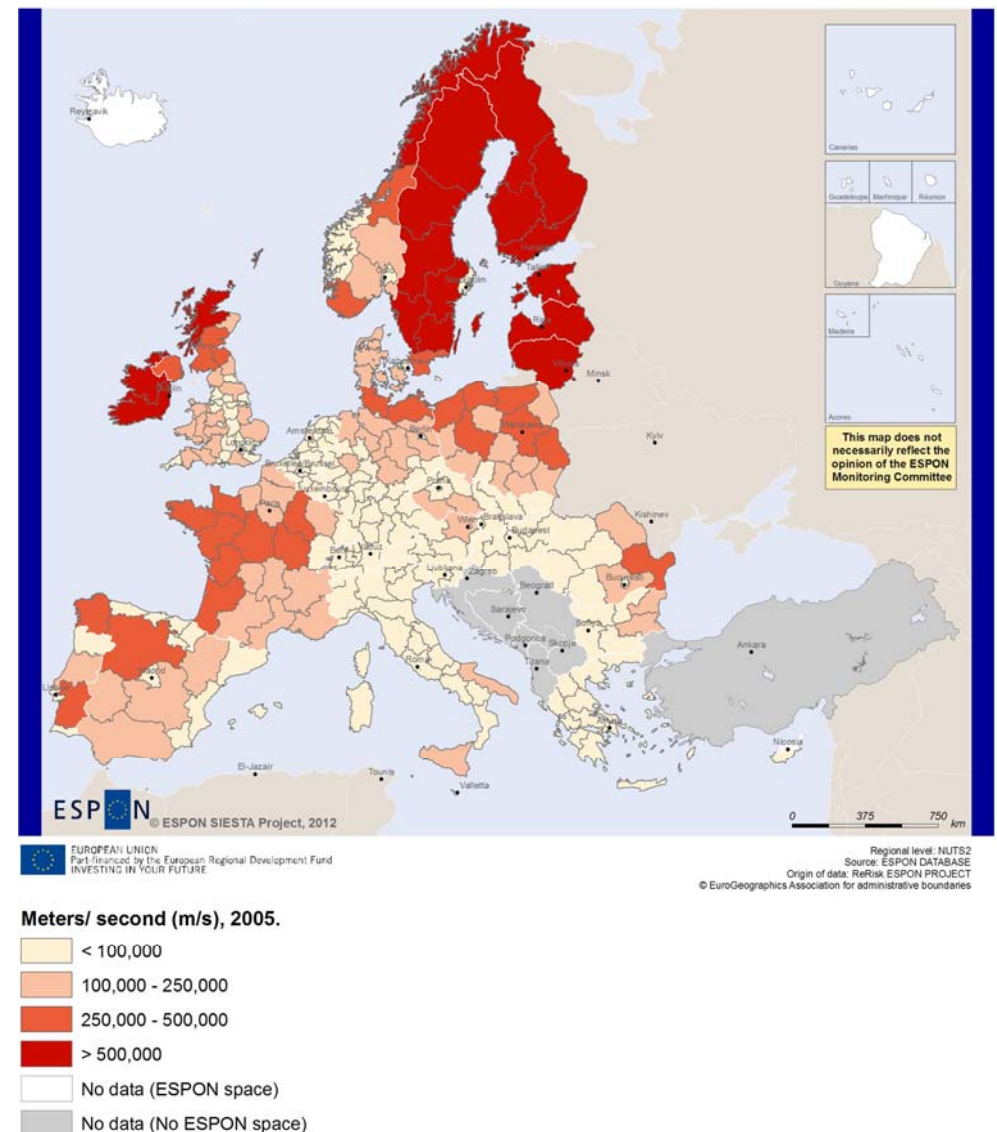 Reykjavik
Canarias
Guadeloupe
Martinique
Réunion
Guyane
Madeira
Acores
This map does not
necessarily reflect the
opinion of the ESPON
Monitoring Committee
Helsinki
Stockholm
Minsk
Dublin
London
Amsterdam
Berlin
Warszawa
Kyiv
Bruxelles/Brussel
Luxembourg
Praha
Paris
Wien
Bratislava
Budapest
Kishinev
Bern
Vaduz
Ljubljana
Zagreb
Beograd
Bucuresti
Sarajevo
Sofiya
Podgorica
Skopje
Tirana
Ankara
Roma
Madrid
Nicosia
El-Jazair
Tounis
Valletta
ESPON
© ESPON SIESTA Project, 2012
0 375 750
km
EUROPEAN UNION
Part-financed by the European Regional Development Fund
INVESTING IN YOUR FUTURE
Regional level: NUTS2
Source: ESPON DATABASE
Origin of data: ReRisk ESPON PROJECT
© EuroGeographics Association for administrative boundaries
Meters/ second (m/s), 2005.
< 100,000
100,000 - 250,000
250,000 - 500,000
> 500,000
No data (ESPON space)
No data (No ESPON space)